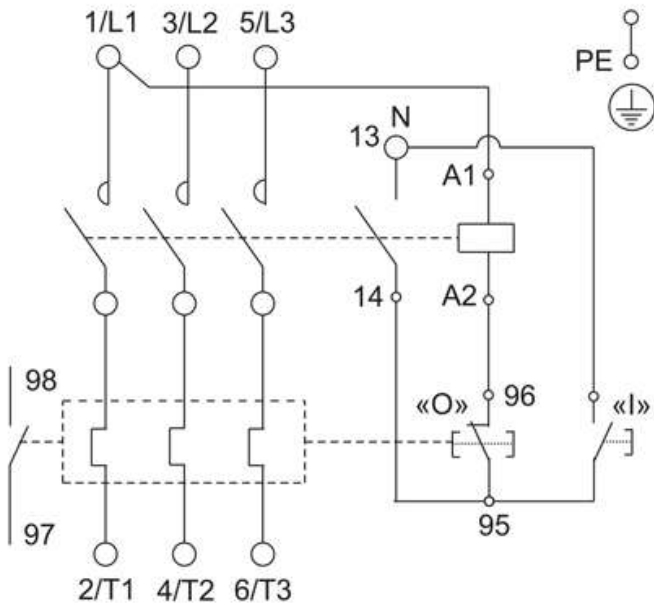 1/L1 3/L2 5/L3
PE
N
13
A1
14
A2
98
«O» 96 «I»
97
95
2/T1 4/T2 6/T3